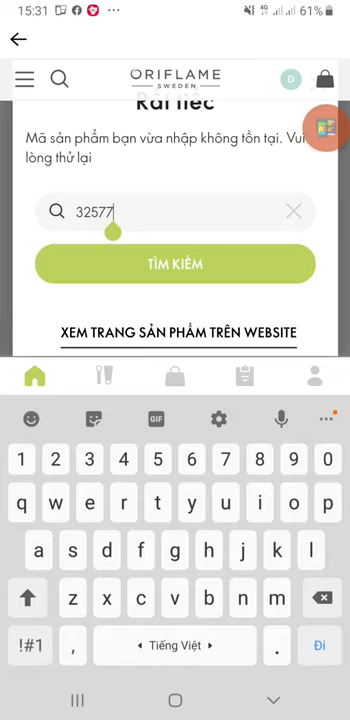 15:31
4G
61%
ORIFLAME
SWEDEN
Đ
Rất tiếc
Mã sản phẩm bạn vừa nhập không tồn tại. Vui
lòng thử lại
32577
TÌM KIẾM
XEM TRANG SẢN PHẨM TRÊN WEBSITE
GIF
1 2 3 4 5 6 7 8 9 0
q w e r t y u i o p
a s d f g h j k l
z x c v b n m
!#1 , Tiếng Việt . Đi